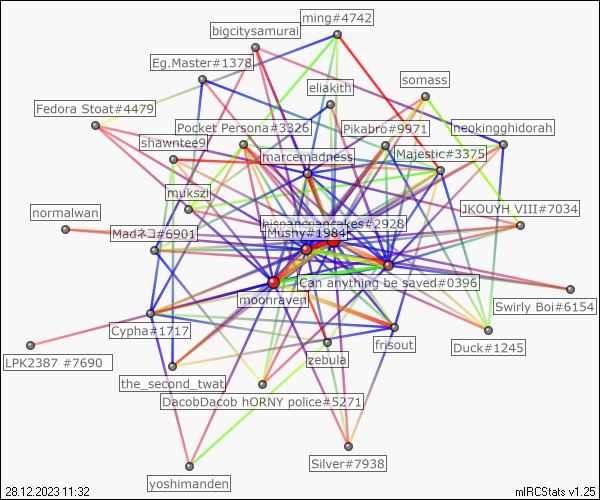 ming#4742
bigcitysamurai
Eg.Master#1378
somass
eliakith
Fedora Stoat#4479
Pocket Persona#3326
Pikabro#9971
neokingghidorah
shawntee9
marcemadness
Majestic#3375
mukszil
JKOUYH VIII#7034
normalwan
hispanicpancakes#2928
Madネコ#6901
Mushy#1984
Can anything be saved#0396
moonraven
Swirly Boi#6154
Cypha#1717
frisout
Duck#1245
LPK2387 #7690
zebula
the_second_twat
DacobDacob hORNY police#5271
Silver#7938
yoshimanden
28.12.2023 11:32
mIRCStats v1.25